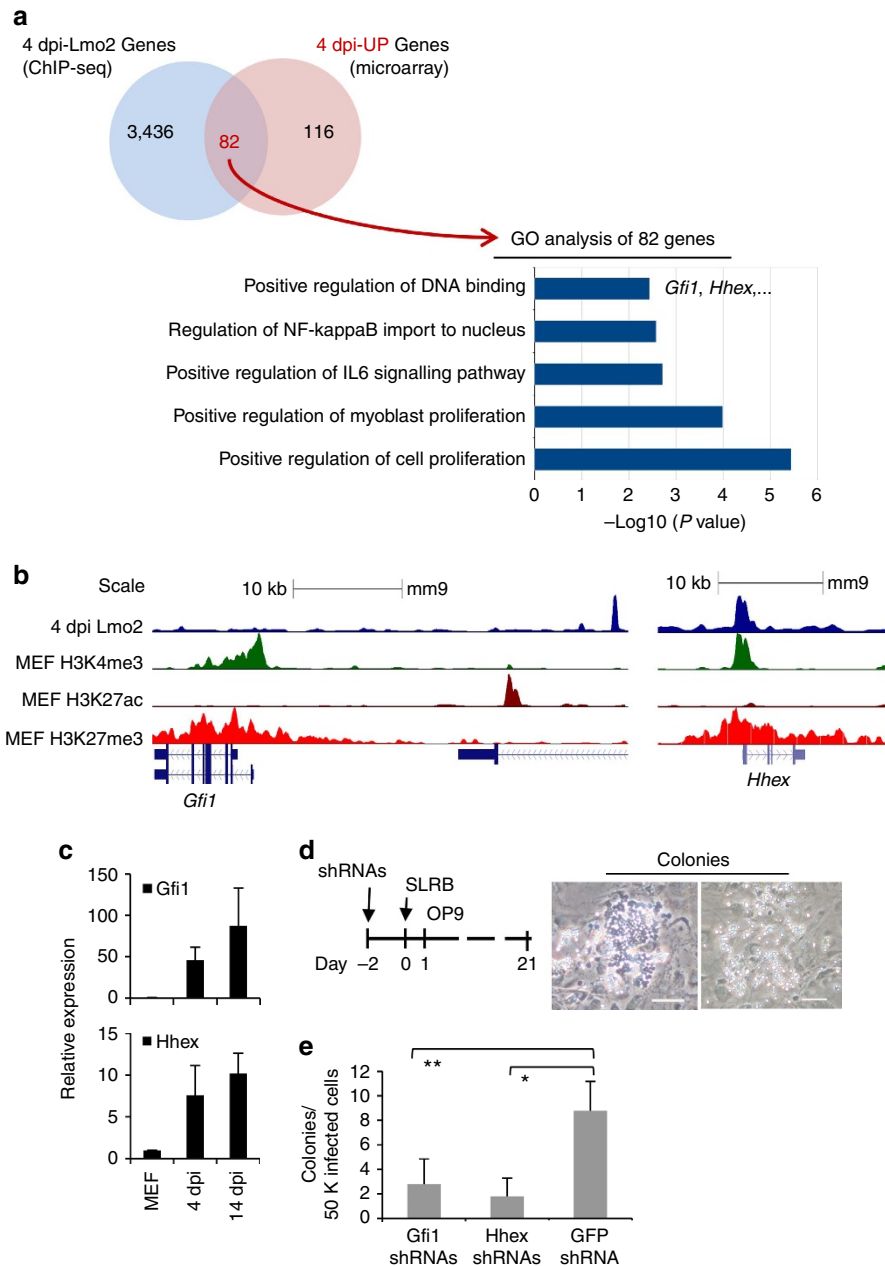 a
4 dpi-Lmo2 Genes
(ChIP-seq)
4 dpi-UP Genes
(microarray)
3,436
82
116
GO analysis of 82 genes
Positive regulation of DNA binding
Gfi1, Hhex,...
Regulation of NF-kappaB import to nucleus
Positive regulation of IL6 signalling pathway
Positive regulation of myoblast proliferation
Positive regulation of cell proliferation
0 1 2 3 4 5 6
–Log10 (P value)
b
Scale
10 kb
mm9
10 kb
mm9
4 dpi Lmo2
MEF H3K4me3
MEF H3K27ac
MEF H3K27me3
Gfi1
Hhex
c
Relative expression
150
100
50
0
Gfi1
15
10
5
0
Hhex
MEF
4 dpi
14 dpi
d
shRNAs
SLRB
OP9
Day –2 0 1 21
Colonies
e
Colonies/
50 K infected cells
12
10
8
6
4
2
0
**
*
Gfi1
shRNAs
Hhex
shRNAs
GFP
shRNA